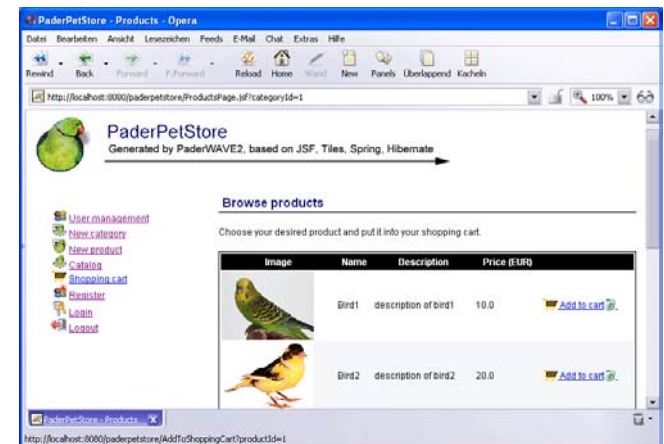 PaderPetStore - Products - Opera
Datei Bearbeiten Ansicht Lesezeichen Feeds E-Mail Chat Extras Hilfe
Rewind Back Forward F.Forward Reload Home Wand New Panels Überlappend Kacheln
http://localhost:8080/paderpetstore/ProductsPage.jsf?categoryId=1 100%
PaderPetStore
Generated by PaderWAVE2, based on JSF, Tiles, Spring, Hibernate
User management
New category
New product
Catalog
Shopping cart
Register
Login
Logout
Browse products
Choose your desired product and put it into your shopping cart.
Image Name Description Price (EUR)
Bird1 description of bird1 10.0 Add to cart
Bird2 description of bird2 20.0 Add to cart
PaderPetStore - Products
http://localhost:8080/paderpetstore/AddToShoppingCart?productId=1